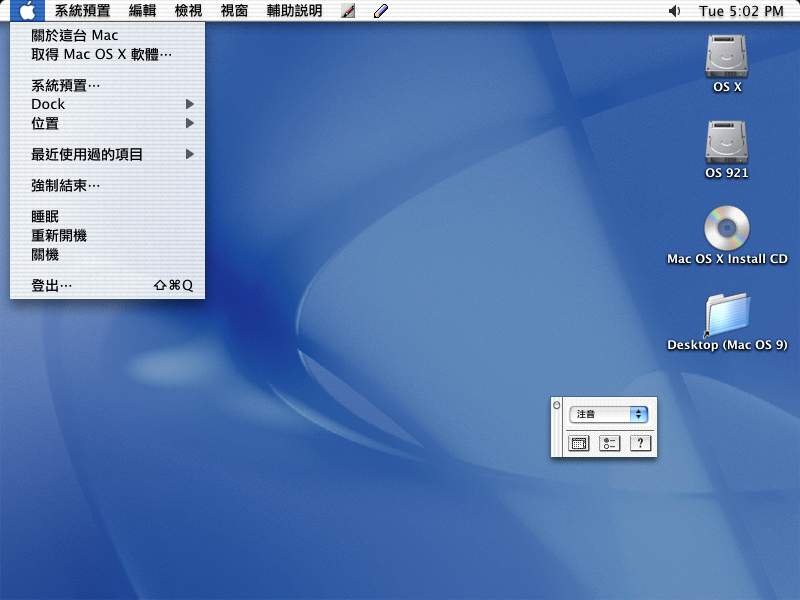 系統預置 編輯 檢視 視窗 輔助説明 Tue 5:02 PM
關於這台 Mac
取得 Mac OS X 軟體⋯
系統預置⋯
Dock
位置
最近使用過的項目
強制結束⋯
睡眠
重新開機
關機
登出⋯ ⇧⌘Q
OS X
OS 921
Mac OS X Install CD
Desktop (Mac OS 9)
注音
?